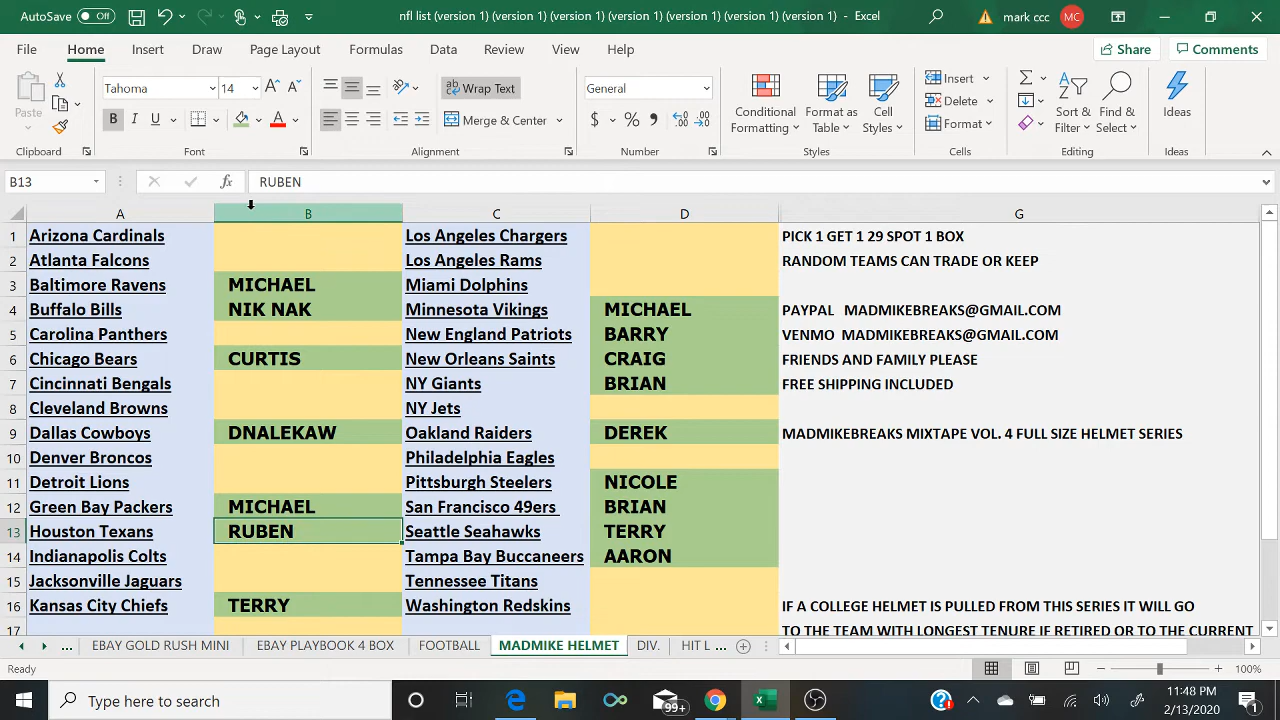 AutoSave Off nfl list (version 1) (version 1) (version 1) (version 1) (version 1) (version 1) (version 1) - Excel mark ccc MC
File Home Insert Draw Page Layout Formulas Data Review View Help Share Comments
Paste Tahoma 14 Wrap Text General Conditional Formatting Format as Table Cell Styles Insert Sort & Filter Find & Select Ideas
B I U A Merge & Center $ % Delete
Format
Clipboard Font Alignment Number Styles Cells Editing Ideas
B13 fx RUBEN
A B C D G
1 Arizona Cardinals Los Angeles Chargers PICK 1 GET 1 29 SPOT 1 BOX
2 Atlanta Falcons Los Angeles Rams RANDOM TEAMS CAN TRADE OR KEEP
3 Baltimore Ravens MICHAEL Miami Dolphins
4 Buffalo Bills NIK NAK Minnesota Vikings MICHAEL PAYPAL MADMIKEBREAKS@GMAIL.COM
5 Carolina Panthers New England Patriots BARRY VENMO MADMIKEBREAKS@GMAIL.COM
6 Chicago Bears CURTIS New Orleans Saints CRAIG FRIENDS AND FAMILY PLEASE
7 Cincinnati Bengals NY Giants BRIAN FREE SHIPPING INCLUDED
8 Cleveland Browns NY Jets
9 Dallas Cowboys DNALEKAW Oakland Raiders DEREK MADMIKEBREAKS MIXTAPE VOL. 4 FULL SIZE HELMET SERIES
10 Denver Broncos Philadelphia Eagles
11 Detroit Lions Pittsburgh Steelers NICOLE
12 Green Bay Packers MICHAEL San Francisco 49ers BRIAN
13 Houston Texans RUBEN Seattle Seahawks TERRY
14 Indianapolis Colts Tampa Bay Buccaneers AARON
15 Jacksonville Jaguars Tennessee Titans
16 Kansas City Chiefs TERRY Washington Redskins IF A COLLEGE HELMET IS PULLED FROM THIS SERIES IT WILL GO
17 TO THE TEAM WITH LONGEST TENURE IF RETIRED OR TO THE CURRENT
... EBAY GOLD RUSH MINI EBAY PLAYBOOK 4 BOX FOOTBALL MADMIKE HELMET DIV. HIT L ...
Ready 100%
Type here to search 99+ 11:48 PM
2/13/2020 1